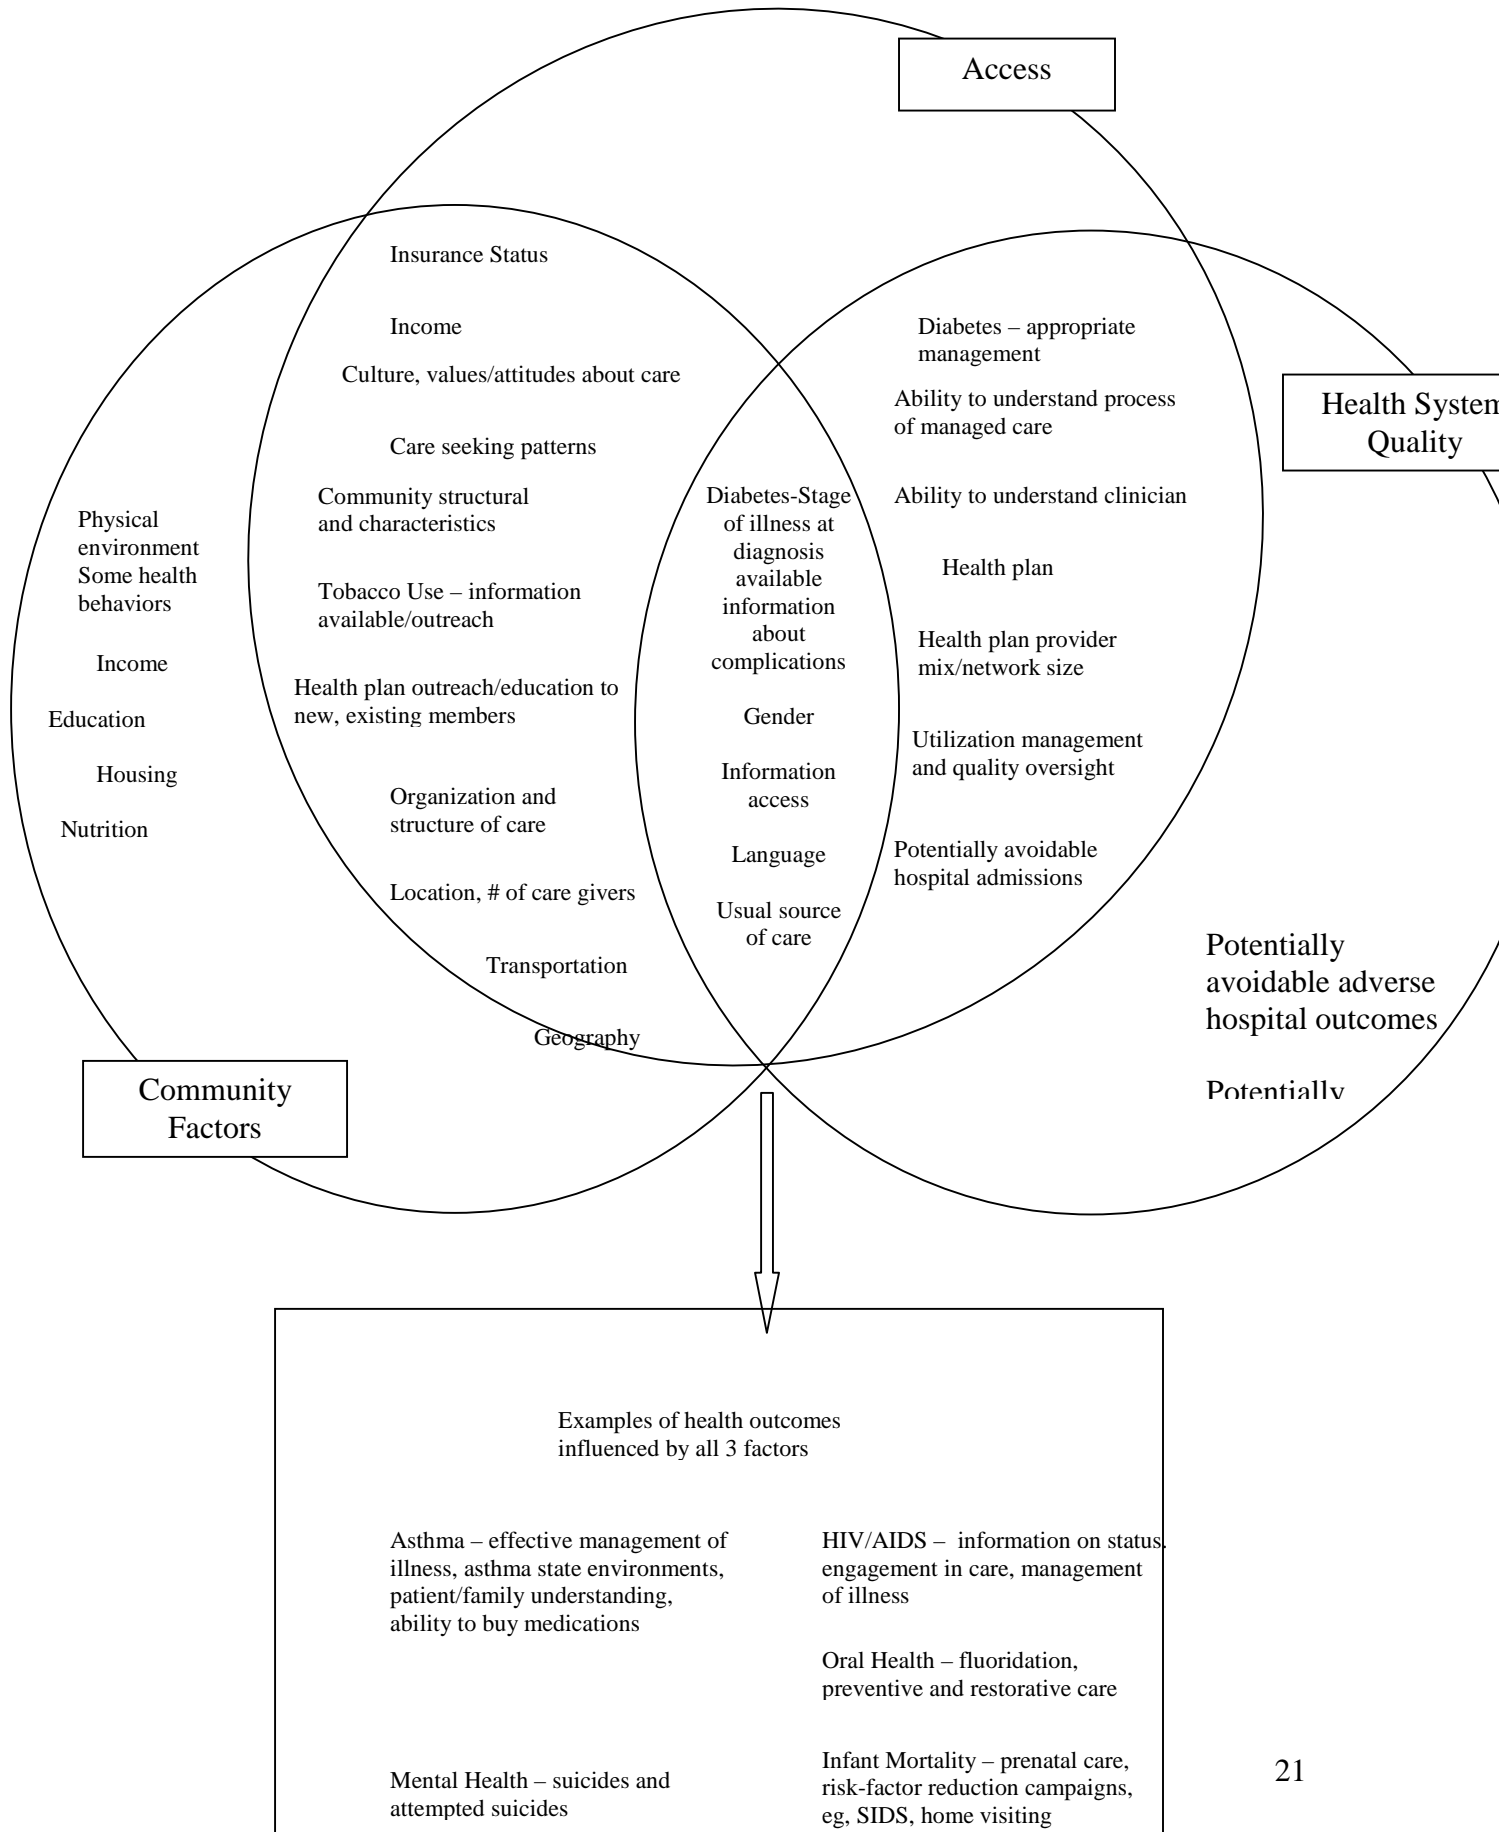 Access
Insurance Status
Income
Culture, values/attitudes about care
Care seeking patterns
Community structural
and characteristics
Tobacco Use – information
available/outreach
Health plan outreach/education to
new, existing members
Organization and
structure of care
Location, # of care givers
Transportation
Geography
Diabetes – appropriate
management
Ability to understand process
of managed care
Ability to understand clinician
Health plan
Health plan provider
mix/network size
Utilization management
and quality oversight
Potentially avoidable
hospital admissions
Health System
Quality
Diabetes-Stage
of illness at
diagnosis
available
information
about
complications
Gender
Information
access
Language
Usual source
of care
Physical
environment
Some health
behaviors
Income
Education
Housing
Nutrition
Potentially
avoidable adverse
hospital outcomes
Potentially
Community
Factors
Examples of health outcomes
influenced by all 3 factors
Asthma – effective management of
illness, asthma state environments,
patient/family understanding,
ability to buy medications
Mental Health – suicides and
attempted suicides
HIV/AIDS –  information on status.
engagement in care, management
of illness
Oral Health – fluoridation,
preventive and restorative care
Infant Mortality – prenatal care,
risk-factor reduction campaigns,
eg, SIDS, home visiting
21